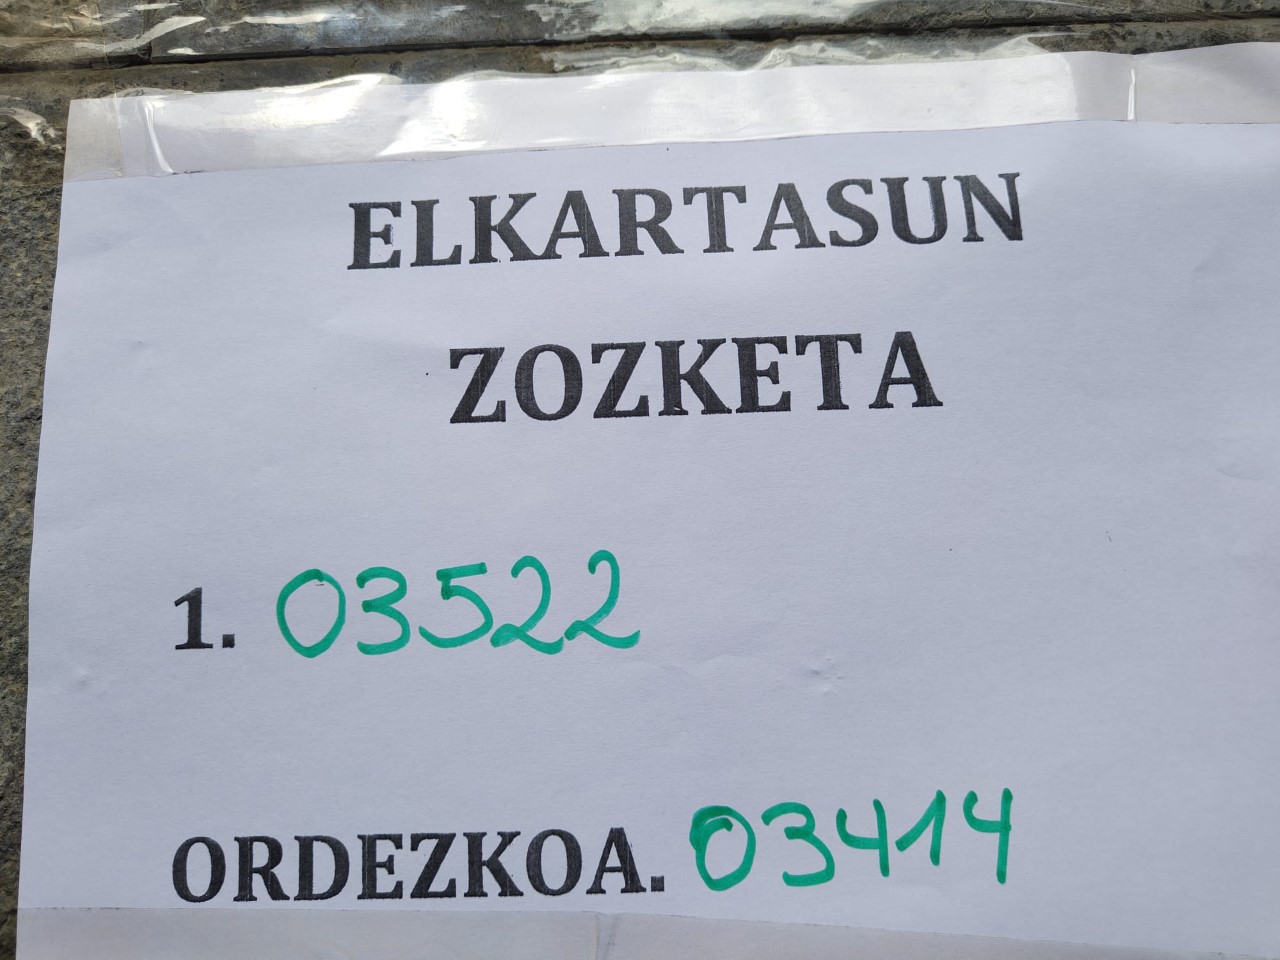 ELKARTASUN
ZOZKETA
1. 03522
ORDEZKOA. 03414